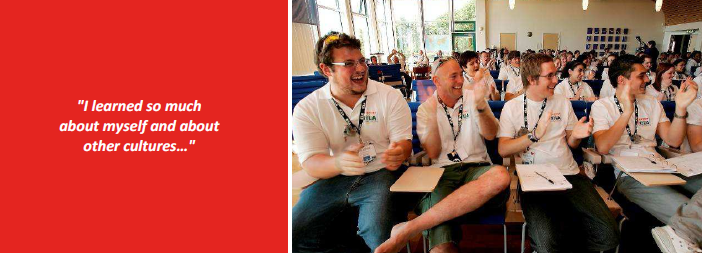 "I learned so much
about myself and about
other cultures..."